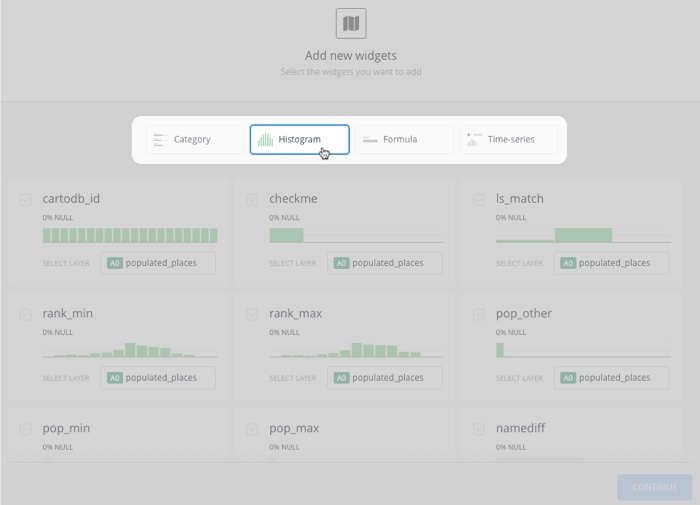 Add new widgets
Select the widgets you want to add
Category Histogram Formula Time-series
cartodb_id checkme ls_match
0% NULL 0% NULL 0% NULL
SELECT LAYER A0 populated_places SELECT LAYER A0 populated_places SELECT LAYER A0 populated_places
rank_min rank_max pop_other
0% NULL 0% NULL 0% NULL
SELECT LAYER A0 populated_places SELECT LAYER A0 populated_places SELECT LAYER A0 populated_places
pop_min pop_max namediff
0% NULL 0% NULL 0% NULL
CONTINUE